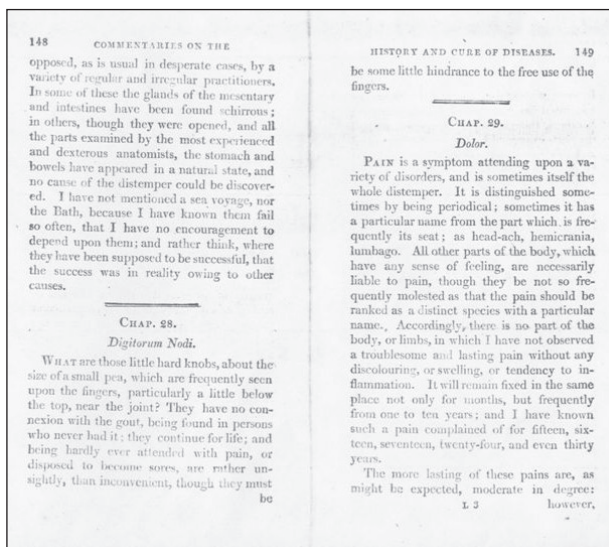 148 COMMENTARIES ON THE
opposed, as is usual in desperate cases, by a
variety of regular and irregular practitioners.
In some of these the glands of the mesentary
and intestines have been found schirrous;
in others, though they were opened, and all
the parts examined by the most experienced
and dexterous anatomists, the stomach and
bowels have appeared in a natural state, and
no cause of the distemper could be discover-
ed. I have not mentioned a sea voyage, nor
the Bath, because I have known them fail
so often, that I have no encouragement to
depend upon them; and rather think, where
they have been supposed to be successful, that
the success was in reality owing to other
causes.
CHAP. 28.
Digitorum Nodi.
WHAT are those little hard knobs, about the
size of a small pea, which are frequently seen
upon the fingers, particularly a little below
the top, near the joint? They have no con-
nexion with the gout, being found in persons
who never had it; they continue for life; and
being hardly ever attended with pain, or
disposed to become sores, are rather un-
sightly, than inconvenient, though they must
be
HISTORY AND CURE OF DISEASES. 149
be some little hindrance to the free use of the
fingers.
CHAP. 29.
Dolor.
PAIN is a symptom attending upon a va-
riety of disorders, and is sometimes itself the
whole distemper. It is distinguished some-
times by being periodical; sometimes it has
a particular name from the part which is fre-
quently its seat; as head-ach, hemicrania,
lumbago. All other parts of the body, which
have any sense of feeling, are necessarily
liable to pain, though they be not so fre-
quently molested as that the pain should be
ranked as a distinct species with a particular
name. Accordingly, there is no part of the
body, or limbs, in which I have not observed
a troublesome and lasting pain without any
discolouring, or swelling, or tendency to in-
flammation. It will remain fixed in the same
place not only for months, but frequently
from one to ten years; and I have known
such a pain complained of for fifteen, six-
teen, seventeen, twenty-four, and even thirty
years.
The more lasting of these pains are, as
might be expected, moderate in degree:
L 3 however,